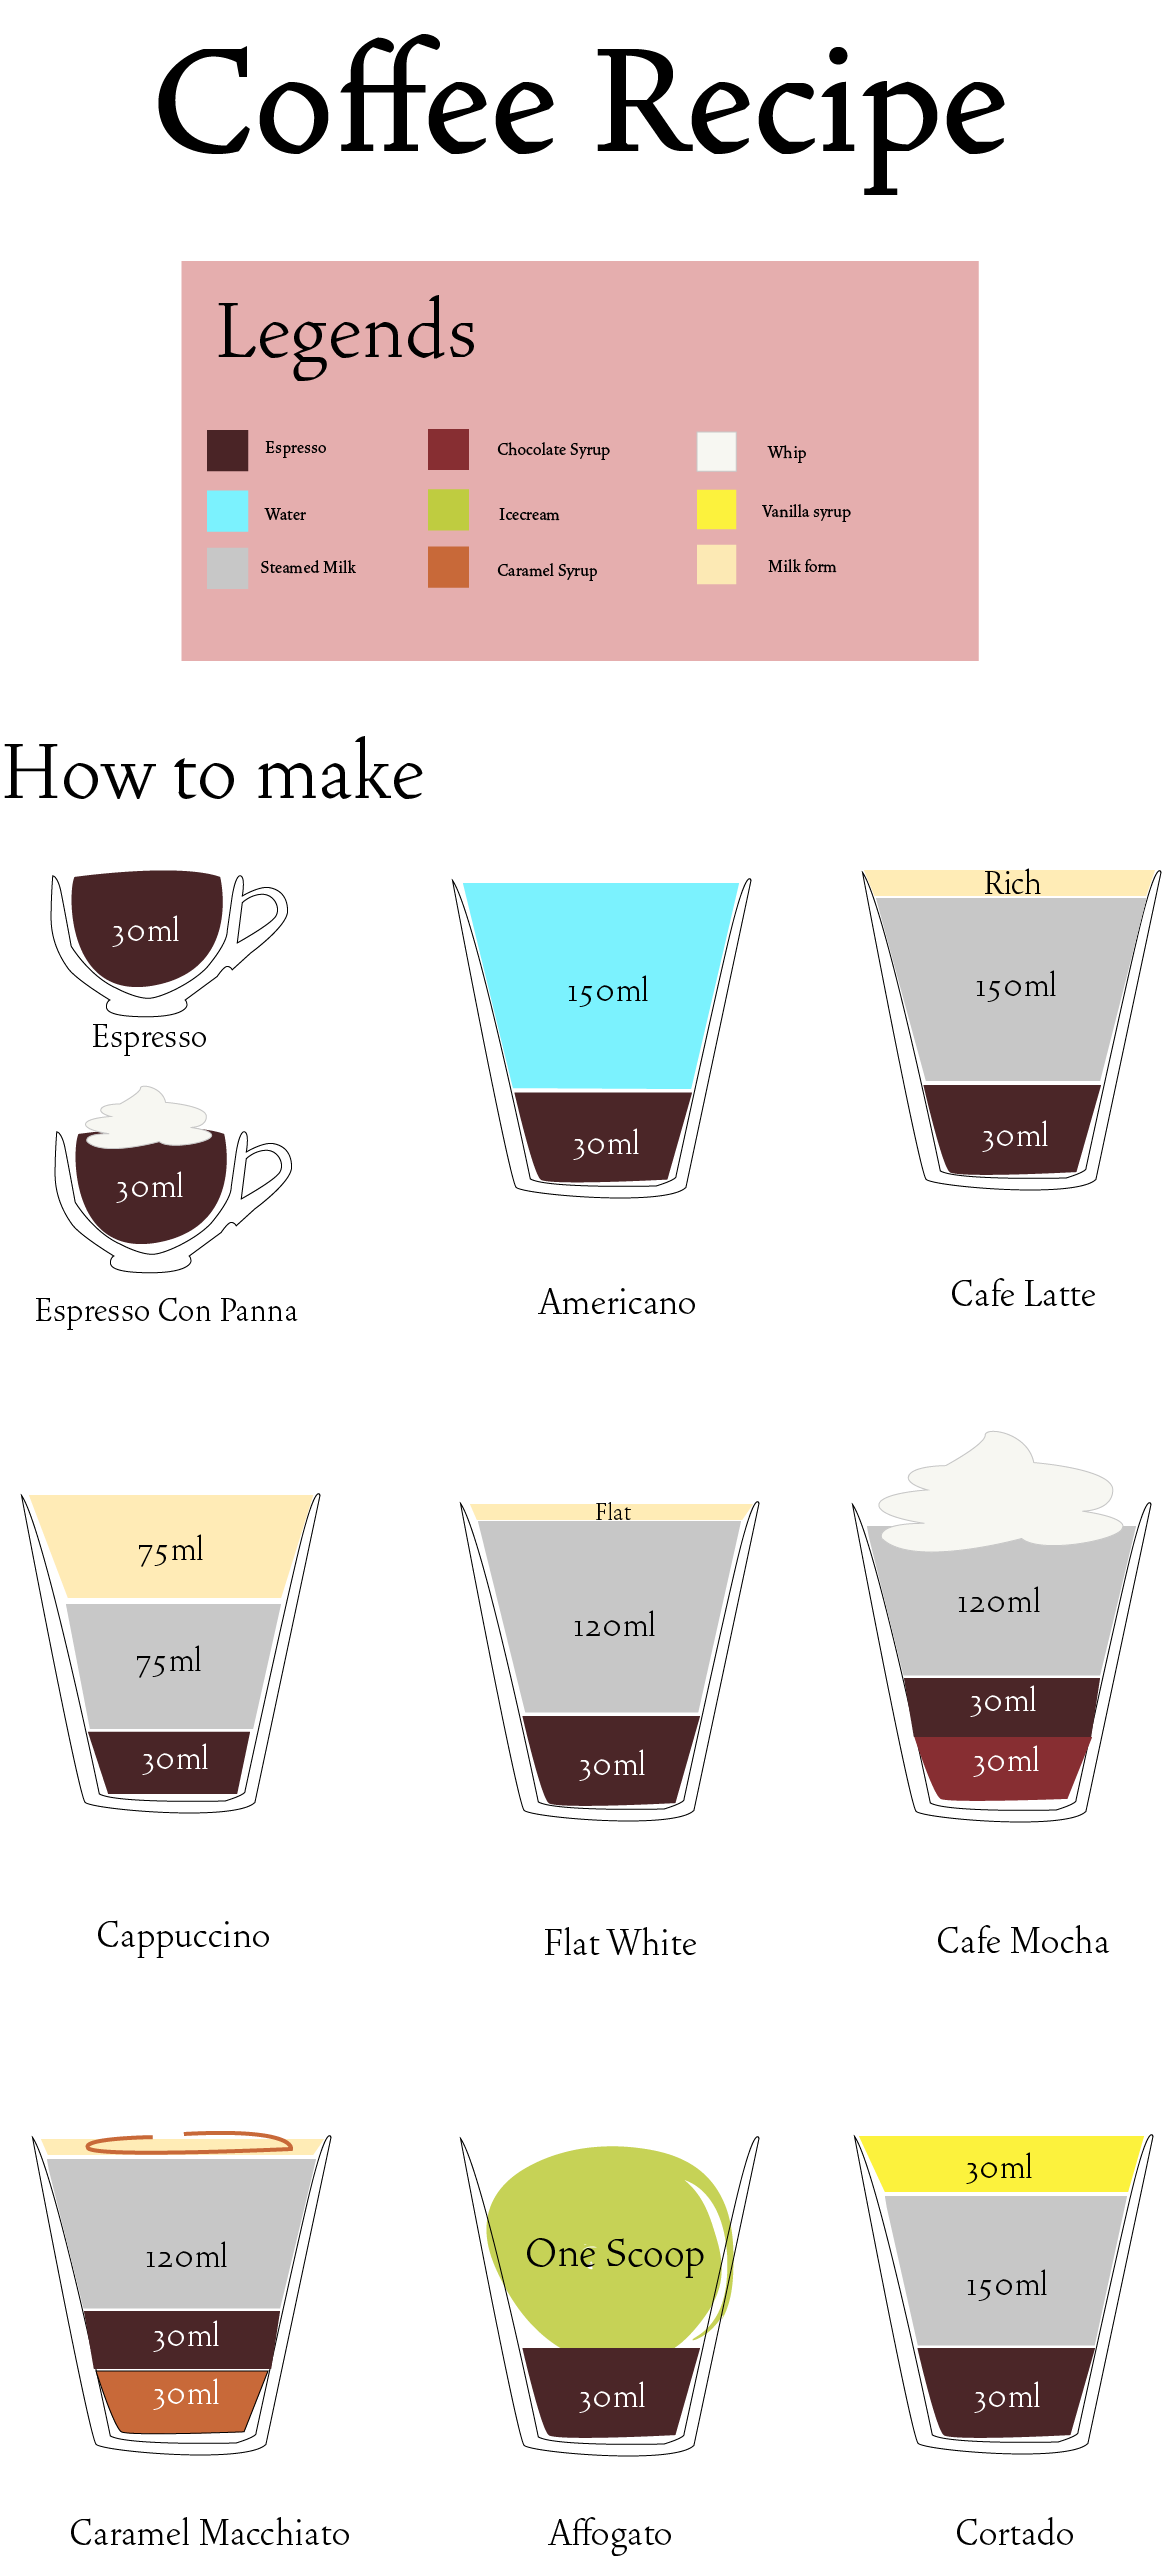 Coffee Recipe
Legends
Espresso
Chocolate Syrup
Whip
Water
Icecream
Vanilla syrup
Steamed Milk
Caramel Syrup
Milk form
How to make
30ml
Espresso
30ml
Espresso Con Panna
150ml
30ml
Americano
Rich
150ml
30ml
Cafe Latte
75ml
75ml
30ml
Cappuccino
Flat
120ml
30ml
Flat White
120ml
30ml
30ml
Cafe Mocha
120ml
30ml
30ml
Caramel Macchiato
One Scoop
30ml
Affogato
30ml
150ml
30ml
Cortado